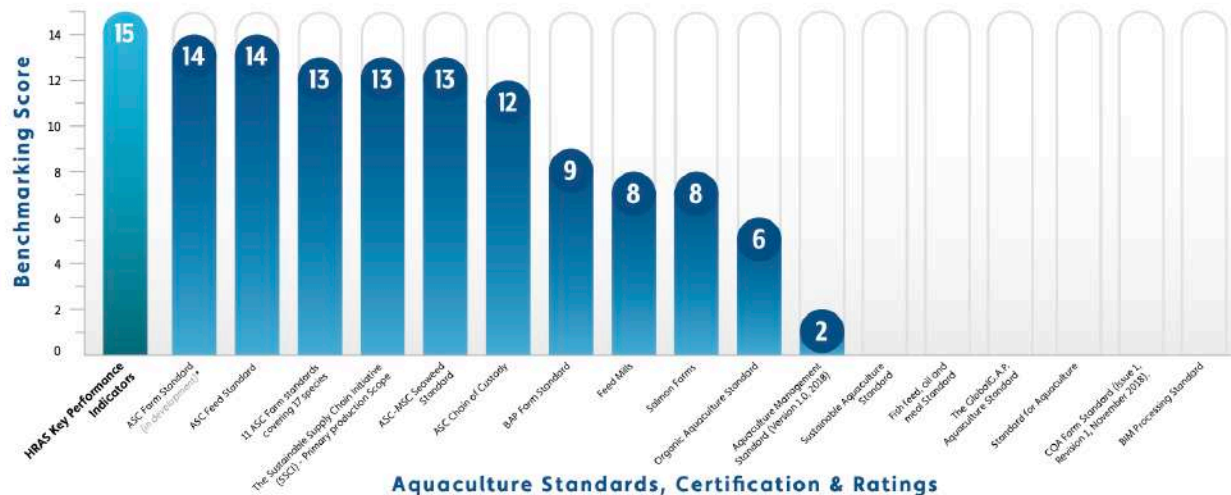 Benchmarking Score
14
12
10
8
6
4
2
0
15
14
14
13
13
13
12
9
8
8
6
2
HRAS Key Performance
Indicators
ASC Farm Standard
(in development)*
ASC Feed Standard
11 ASC Farm standards
covering 17 species
The Sustainable Supply Chain Initiative
(SSCI) - Primary production Scope
ASC-MSC Seaweed
Standard
ASC Chain of Custody
BAP Farm Standard
Feed Mills
Salmon Farms
Organic Aquaculture Standard
Aquaculture Management
Standard (Version 1.0, 2018)
Sustainable Aquaculture
Standard
Fish feed, oil and
meal Standard
The GlobalG.A.P.
Aquaculture Standard
Standard for Aquaculture
CQA Farm Standard (Issue 1,
Revision 1, November 2018).
BIM Processing Standard
Aquaculture Standards, Certification & Ratings